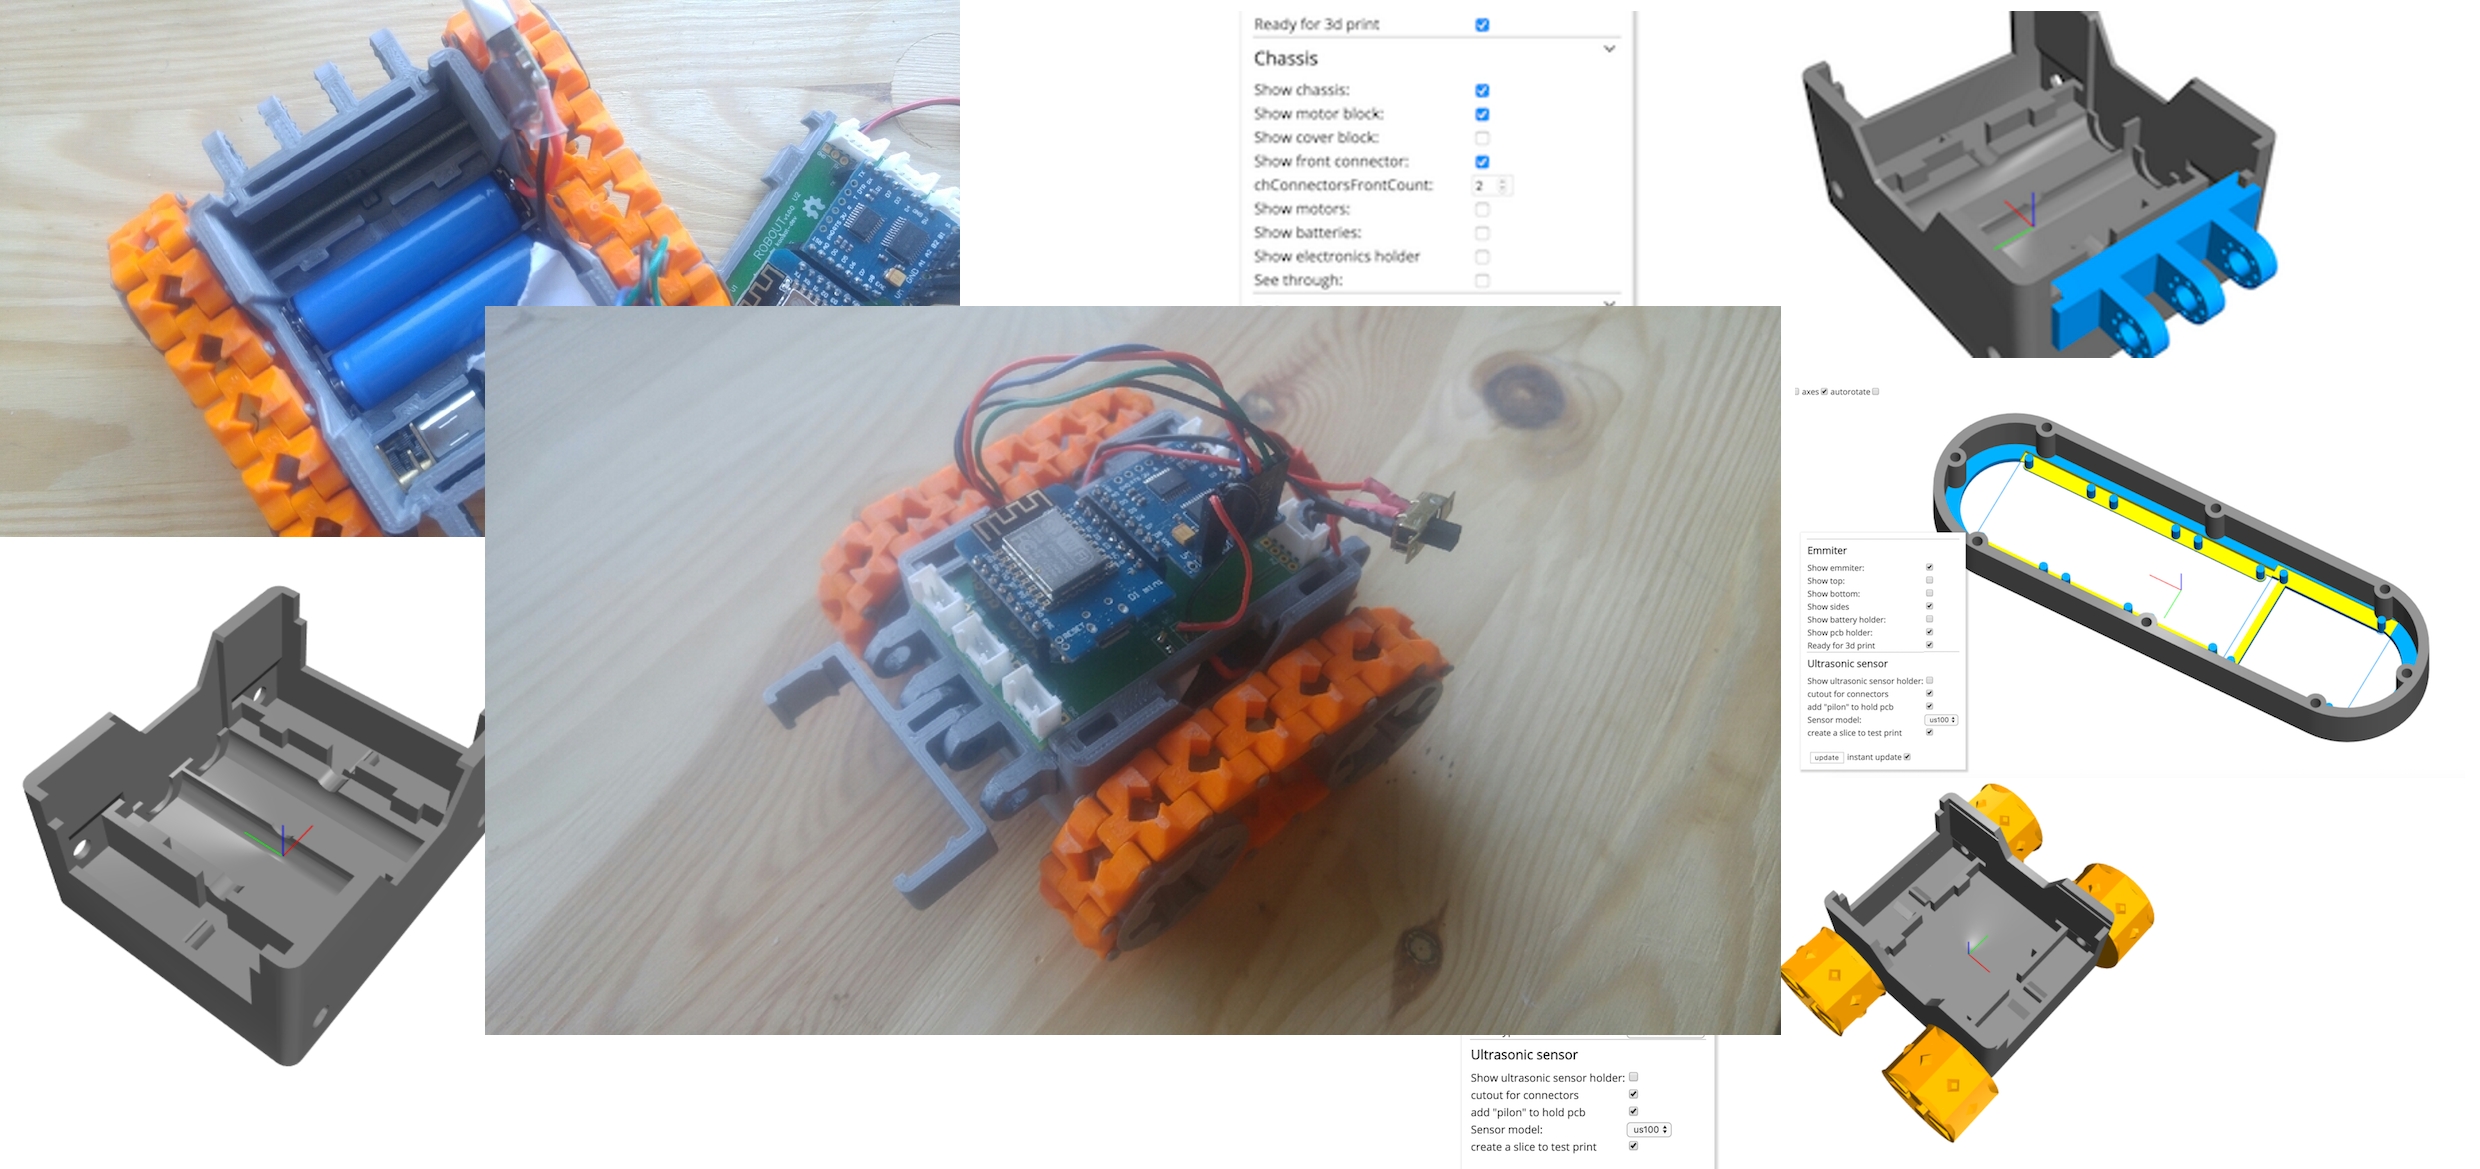 Ready for 3d print
Chassis
Show chassis:
Show motor block:
Show cover block:
Show front connector:
chConnectorsFrontCount: 2
Show motors:
Show batteries:
Show electronics holder
See through:
ROBOUT
axes autorotate
Emmiter
Show emmiter:
Show top:
Show bottom:
Show sides
Show battery holder:
Show pcb holder:
Ready for 3d print
Ultrasonic sensor
Show ultrasonic sensor holder:
cutout for connectors
add "pilon" to hold pcb
Sensor model: us100
create a slice to test print
update instant update
D1 mini
RESET
Ultrasonic sensor
Show ultrasonic sensor holder:
cutout for connectors
add "pilon" to hold pcb
Sensor model: us100
create a slice to test print